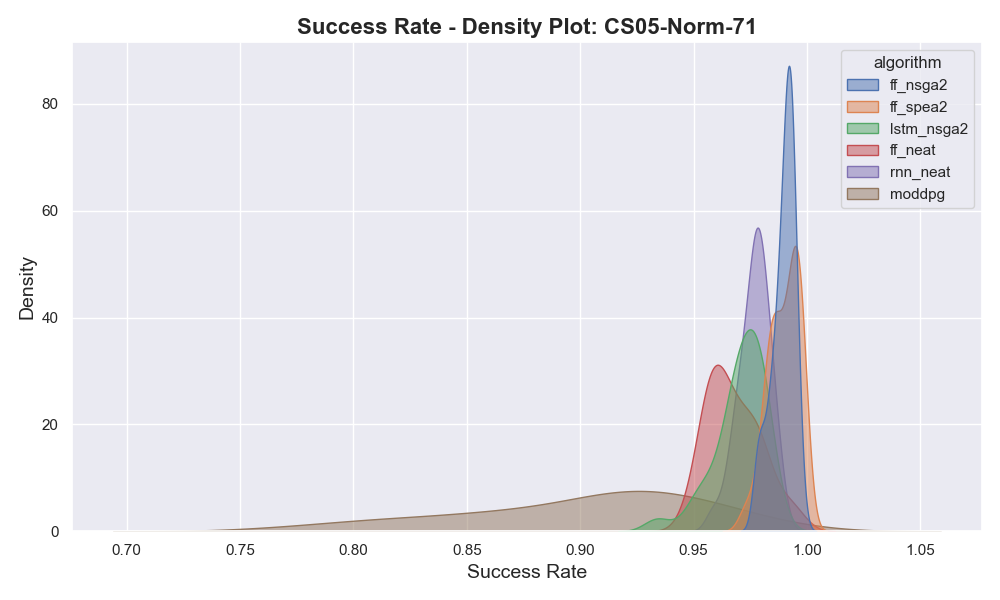 Success Rate - Density Plot: CS05-Norm-71
algorithm
ff_nsga2
ff_spea2
lstm_nsga2
ff_neat
rnn_neat
moddpg
Density
80
60
40
20
0
0.70 0.75 0.80 0.85 0.90 0.95 1.00 1.05
Success Rate